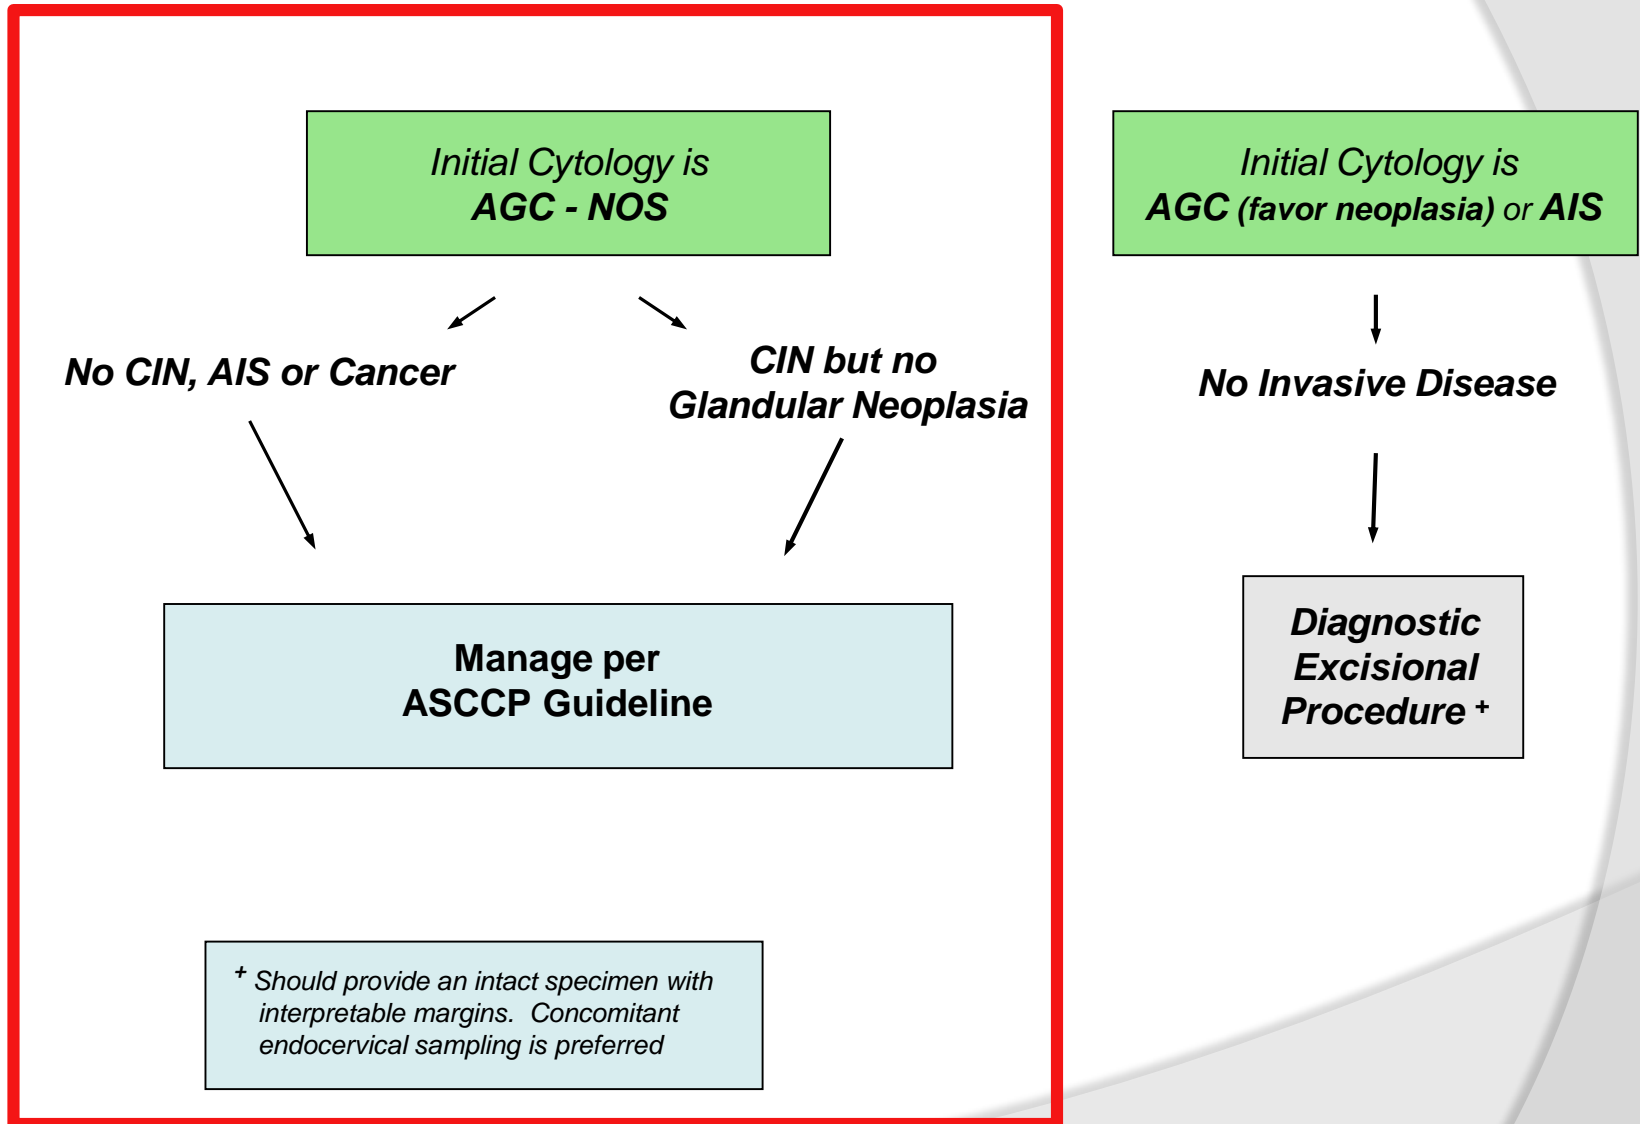 Initial Cytology is
AGC - NOS
No CIN, AIS or Cancer
CIN but no
Glandular Neoplasia
Manage per
ASCCP Guideline
+ Should provide an intact specimen with
interpretable margins.  Concomitant
endocervical sampling is preferred
Initial Cytology is
AGC (favor neoplasia) or AIS
No Invasive Disease
Diagnostic
Excisional
Procedure +